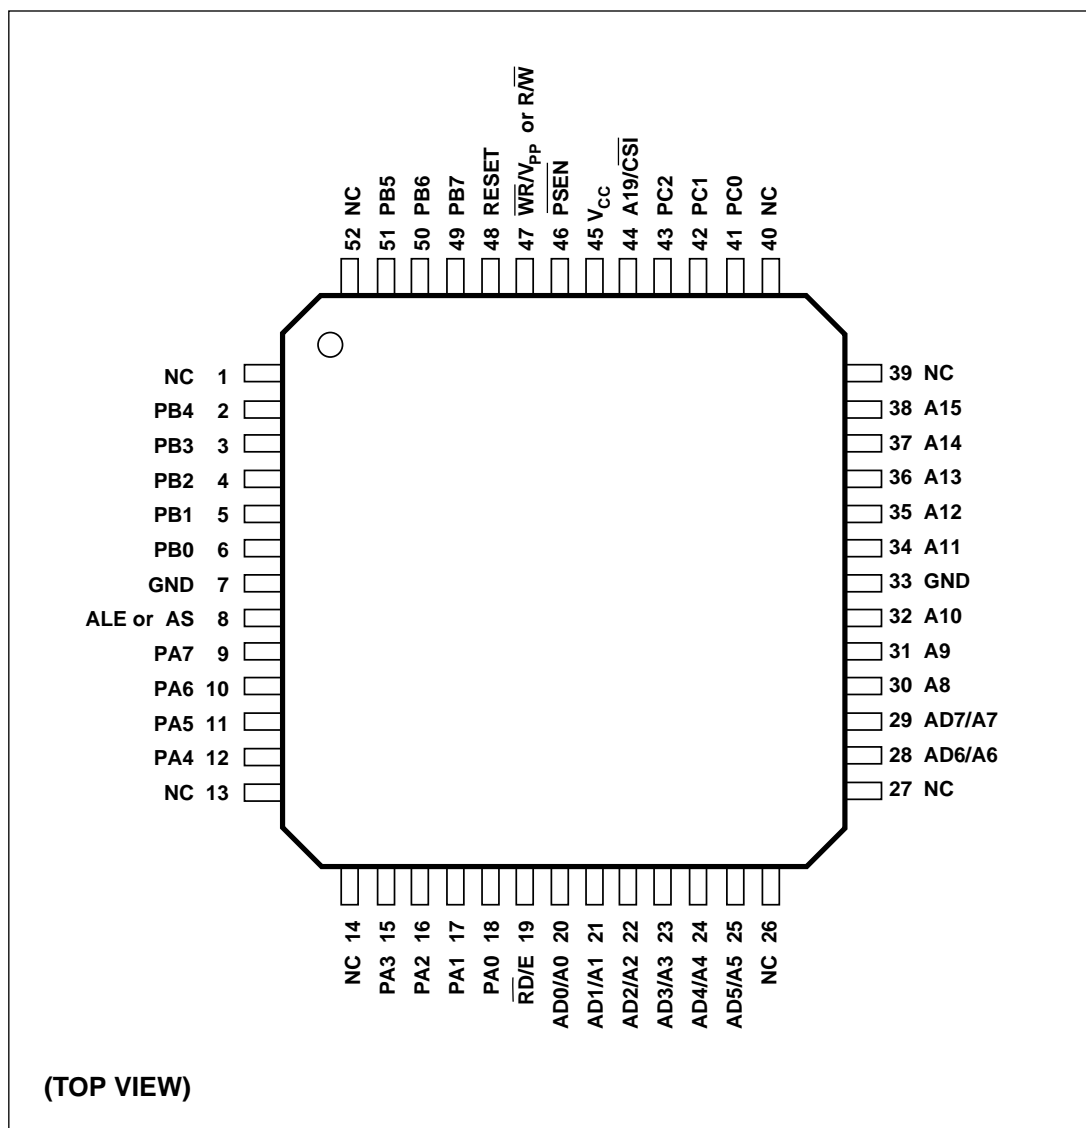 52 NC
51 PB5
50 PB6
49 PB7
48 RESET
47 W̅R̅/VPP or R/W̅
46 P̅S̅E̅N̅
45 VCC
44 A19/C̅S̅I̅
43 PC2
42 PC1
41 PC0
40 NC
NC 1
PB4 2
PB3 3
PB2 4
PB1 5
PB0 6
GND 7
ALE or AS 8
PA7 9
PA6 10
PA5 11
PA4 12
NC 13
39 NC
38 A15
37 A14
36 A13
35 A12
34 A11
33 GND
32 A10
31 A9
30 A8
29 AD7/A7
28 AD6/A6
27 NC
NC 14
PA3 15
PA2 16
PA1 17
PA0 18
R̅D̅/E 19
AD0/A0 20
AD1/A1 21
AD2/A2 22
AD3/A3 23
AD4/A4 24
AD5/A5 25
NC 26
(TOP VIEW)